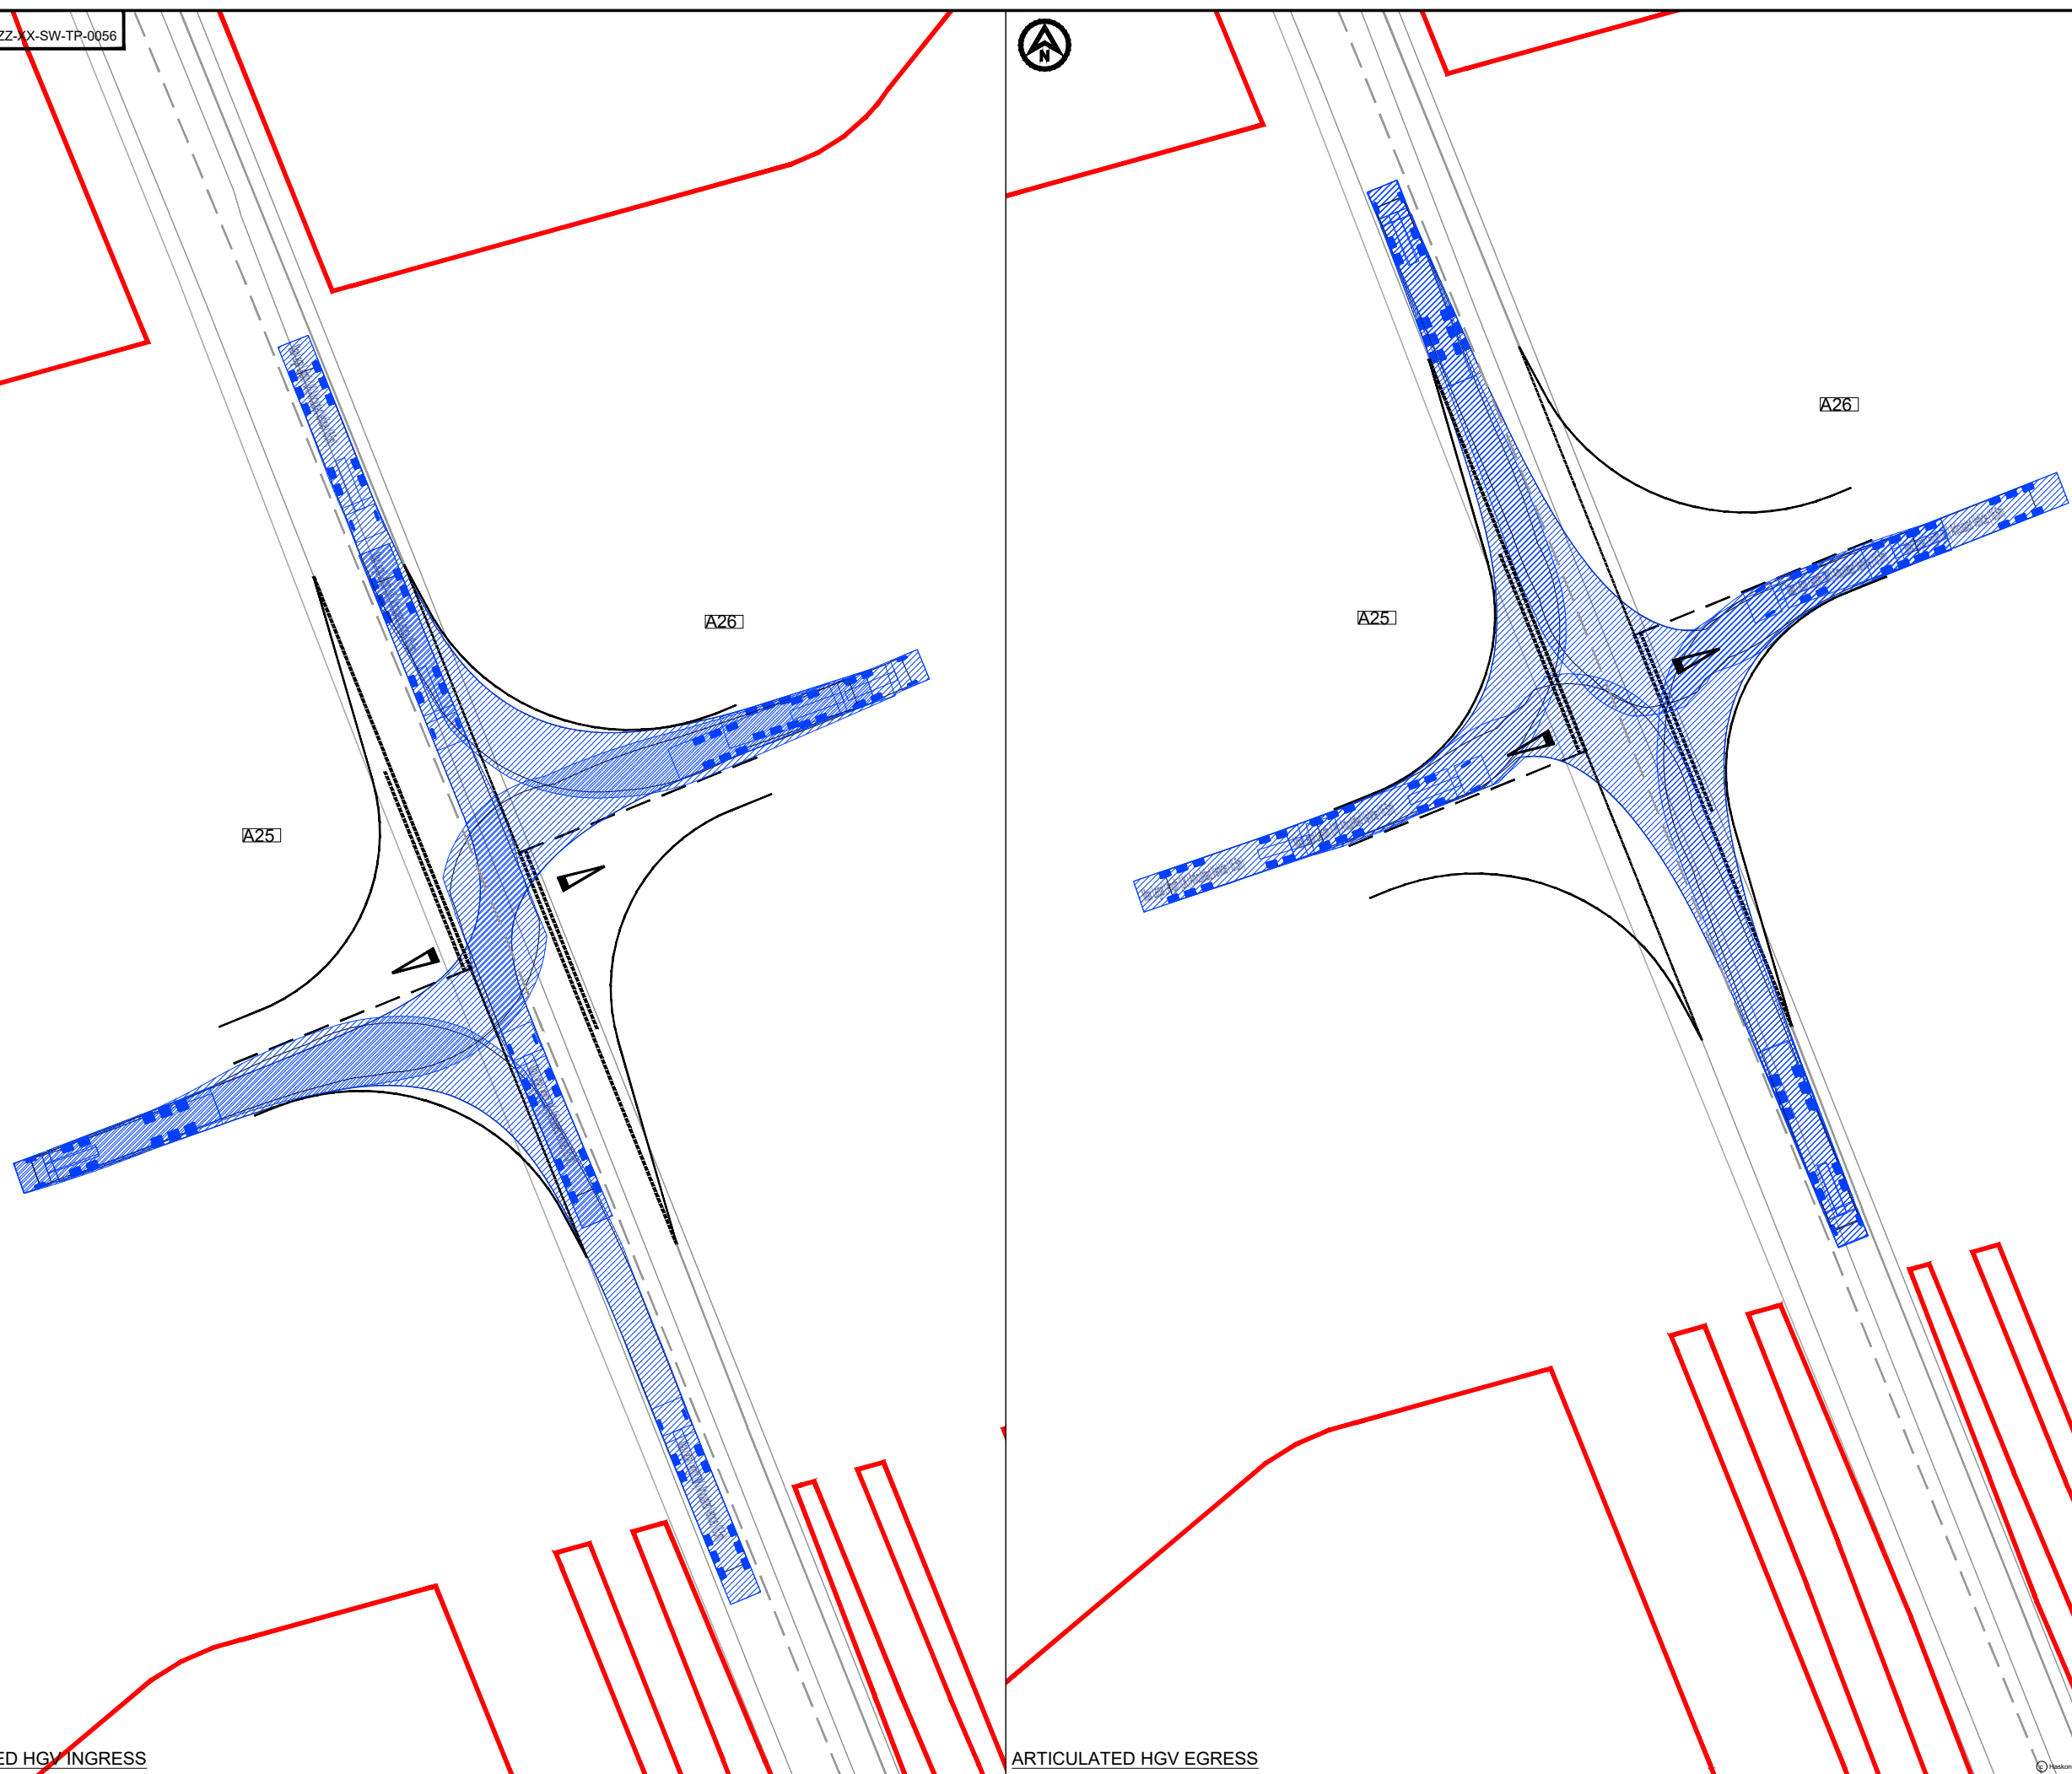 ZZ-XX-SW-TP-0056
N
A26
A25
ED HGV INGRESS
A26
A25
ARTICULATED HGV EGRESS